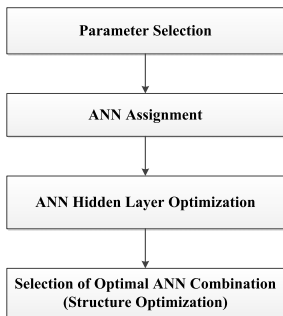 Parameter Selection
ANN Assignment
ANN Hidden Layer Optimization
Selection of Optimal ANN Combination
(Structure Optimization)